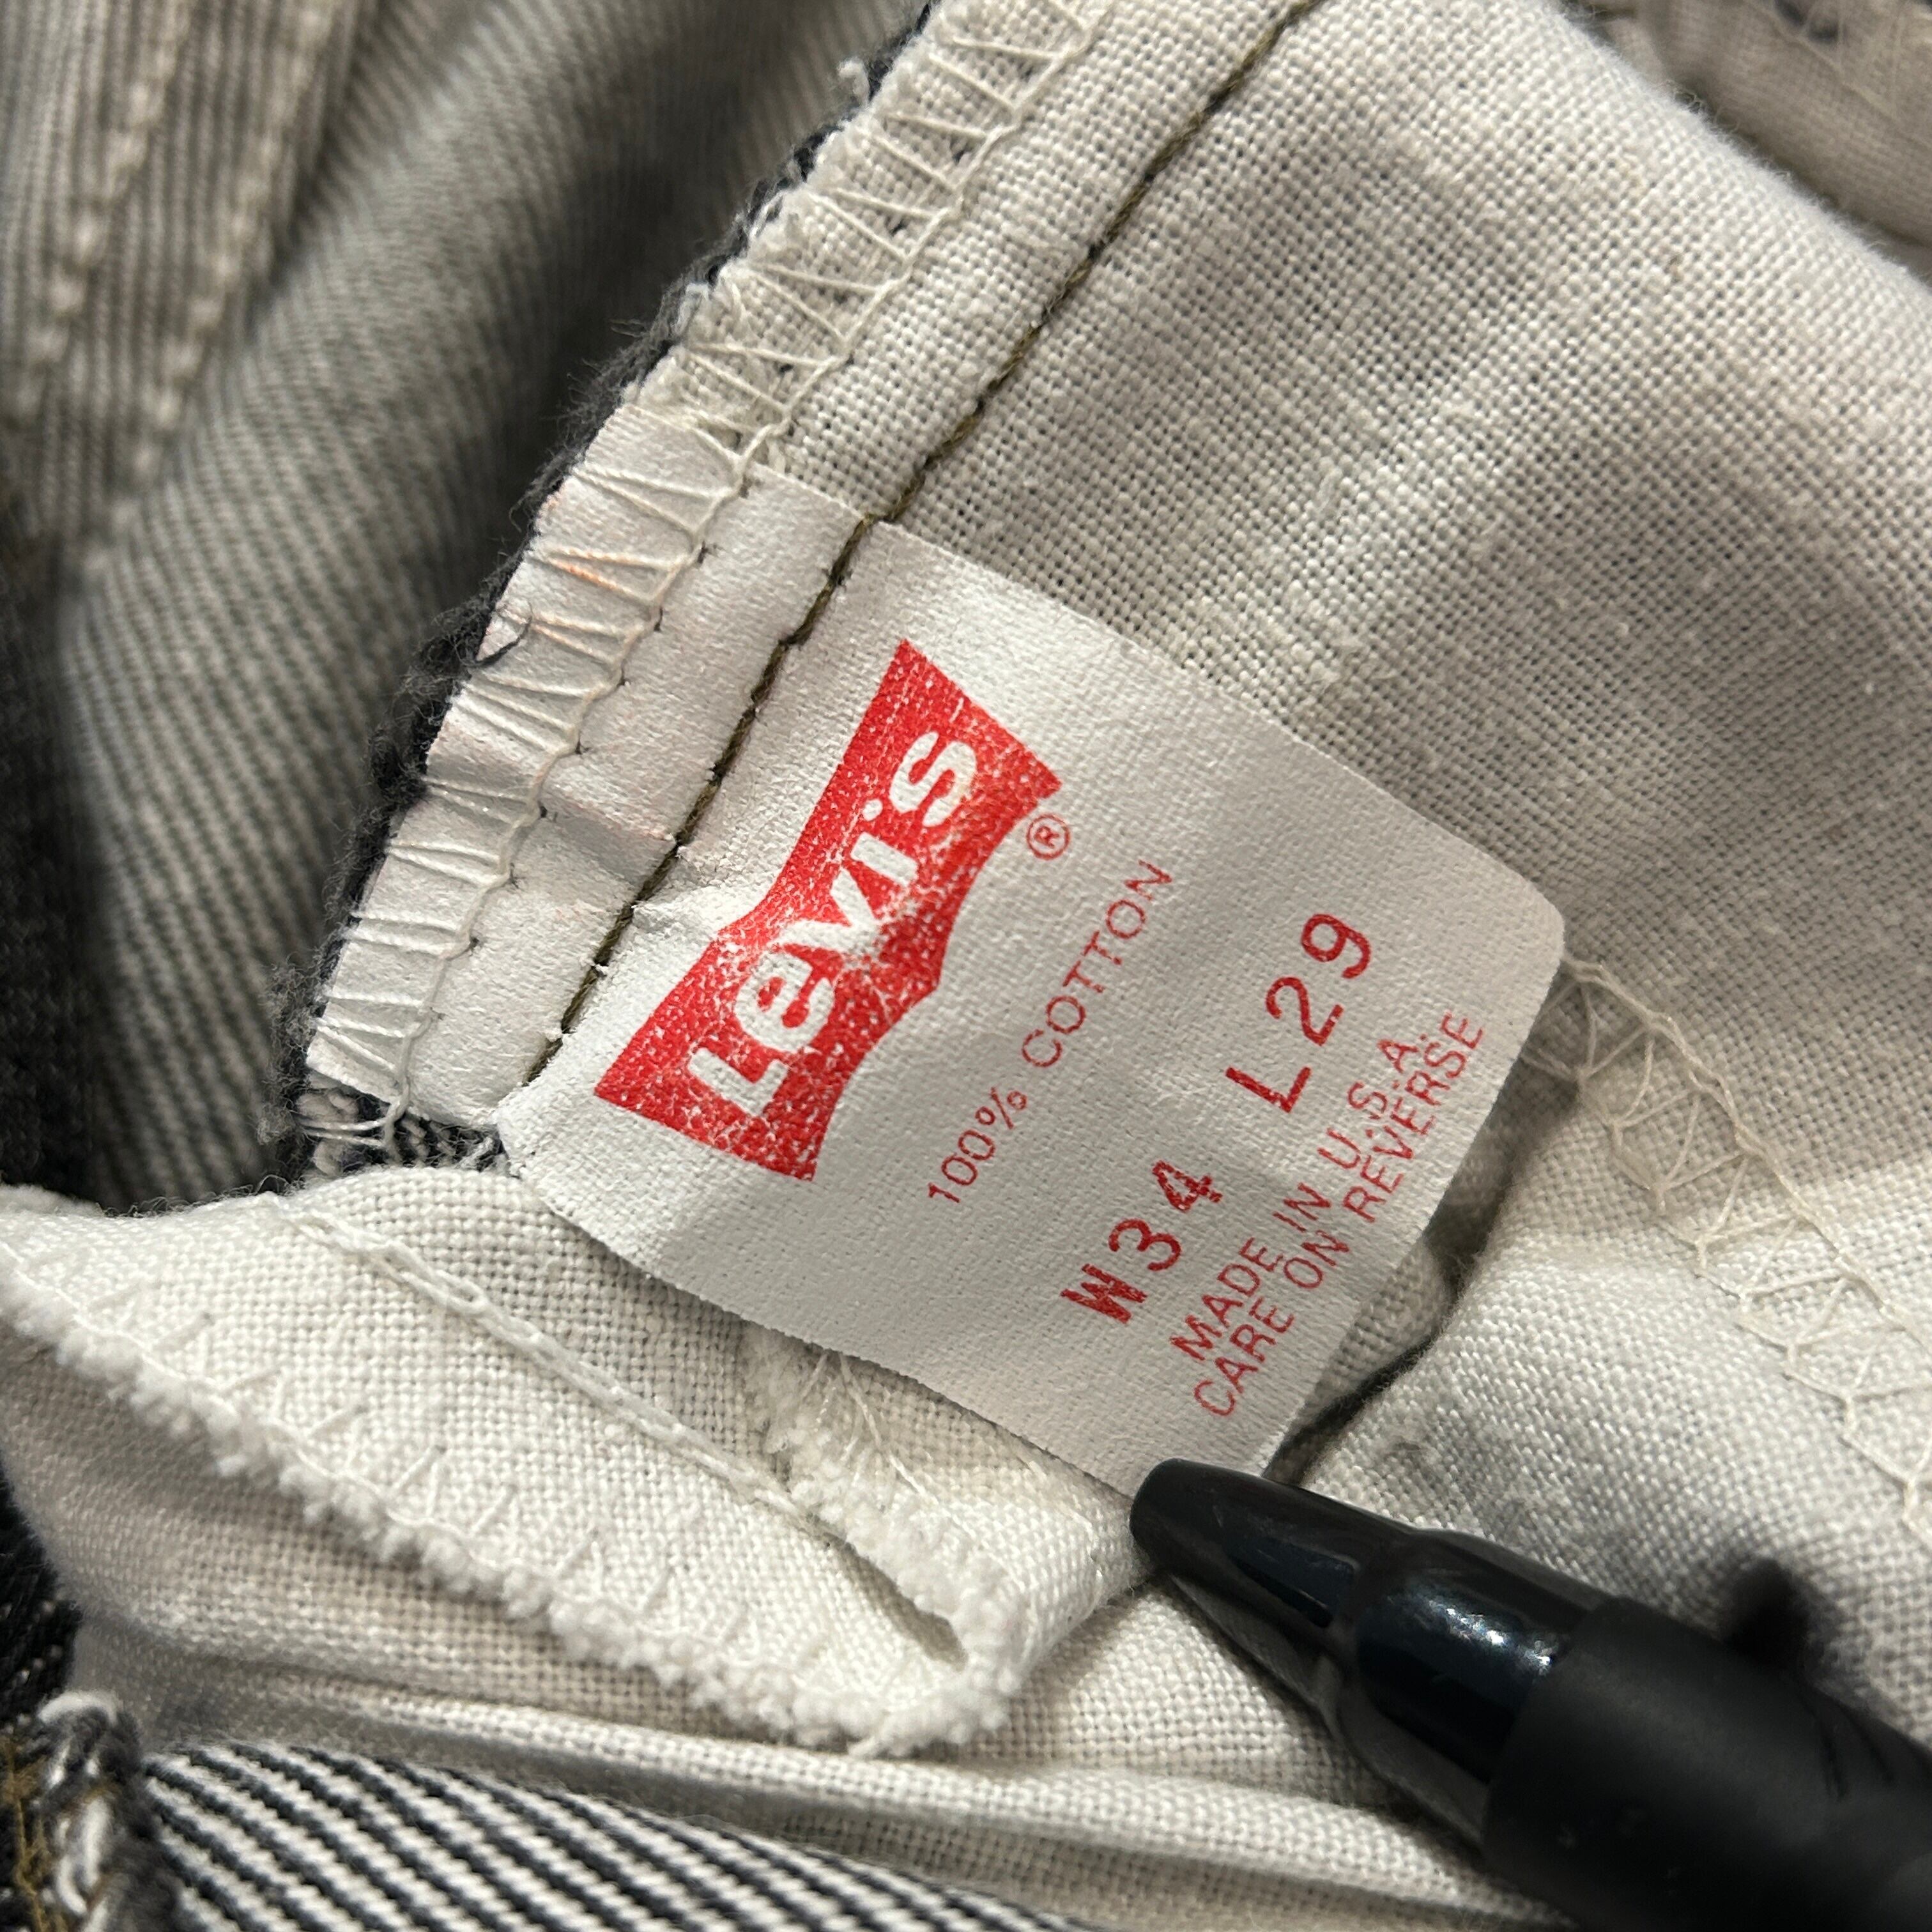 Levi's®
100% COTTON
W34 L29
MADE IN U.S.A.
CARE ON REVERSE